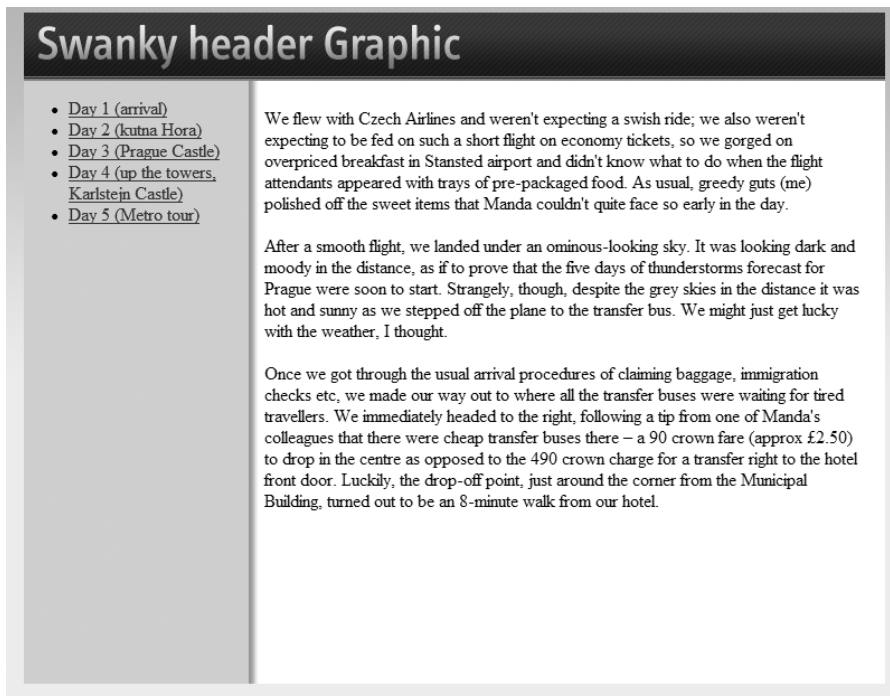 Swanky header Graphic
Day 1 (arrival)
Day 2 (kutna Hora)
Day 3 (Prague Castle)
Day 4 (up the towers,
Karlstejn Castle)
Day 5 (Metro tour)
We flew with Czech Airlines and weren't expecting a swish ride; we also weren't
expecting to be fed on such a short flight on economy tickets, so we gorged on
overpriced breakfast in Stansted airport and didn't know what to do when the flight
attendants appeared with trays of pre-packaged food. As usual, greedy guts (me)
polished off the sweet items that Manda couldn't quite face so early in the day.
After a smooth flight, we landed under an ominous-looking sky. It was looking dark and
moody in the distance, as if to prove that the five days of thunderstorms forecast for
Prague were soon to start. Strangely, though, despite the grey skies in the distance it was
hot and sunny as we stepped off the plane to the transfer bus. We might just get lucky
with the weather, I thought.
Once we got through the usual arrival procedures of claiming baggage, immigration
checks etc, we made our way out to where all the transfer buses were waiting for tired
travellers. We immediately headed to the right, following a tip from one of Manda's
colleagues that there were cheap transfer buses there – a 90 crown fare (approx £2.50)
to drop in the centre as opposed to the 490 crown charge for a transfer right to the hotel
front door. Luckily, the drop-off point, just around the corner from the Municipal
Building, turned out to be an 8-minute walk from our hotel.